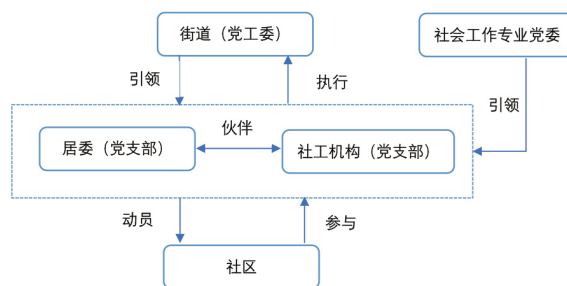 街道（党工委）
社会工作专业党委
引领
执行
引领
伙伴
居委（党支部）
社工机构（党支部）
动员
参与
社区